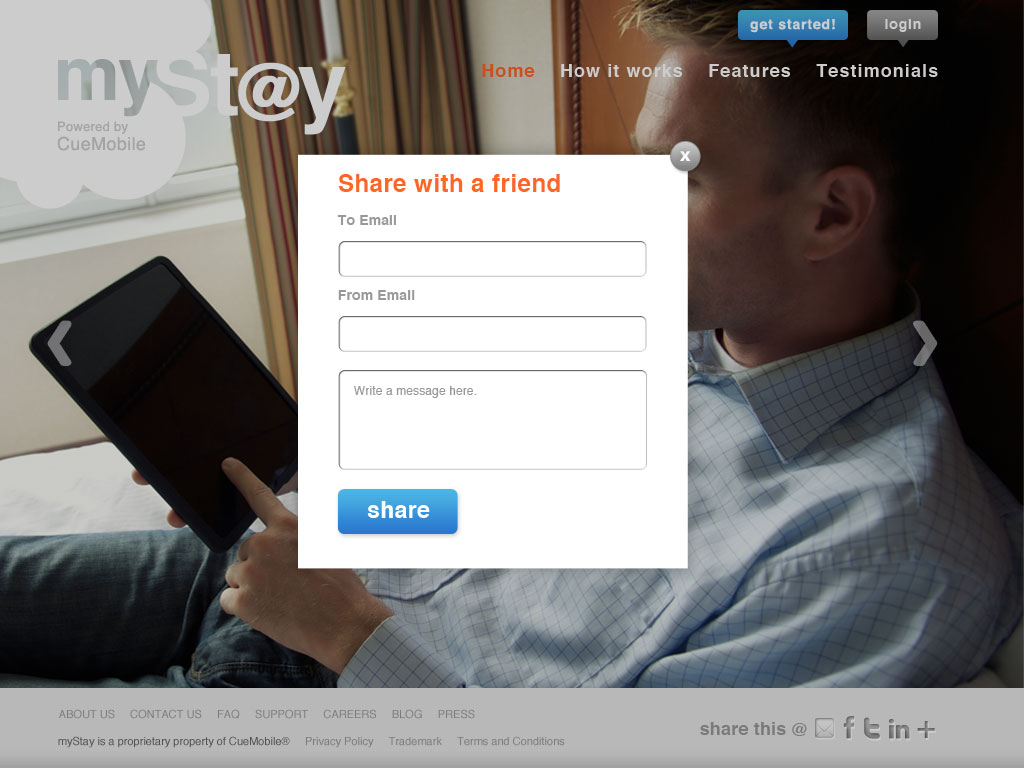 get started! login
mySt@y
Home How it works Features Testimonials
Powered by
CueMobile
x
Share with a friend
To Email
From Email
Write a message here.
share
ABOUT US CONTACT US FAQ SUPPORT CAREERS BLOG PRESS
myStay is a proprietary property of CueMobile® Privacy Policy Trademark Terms and Conditions
share this @ f t in +